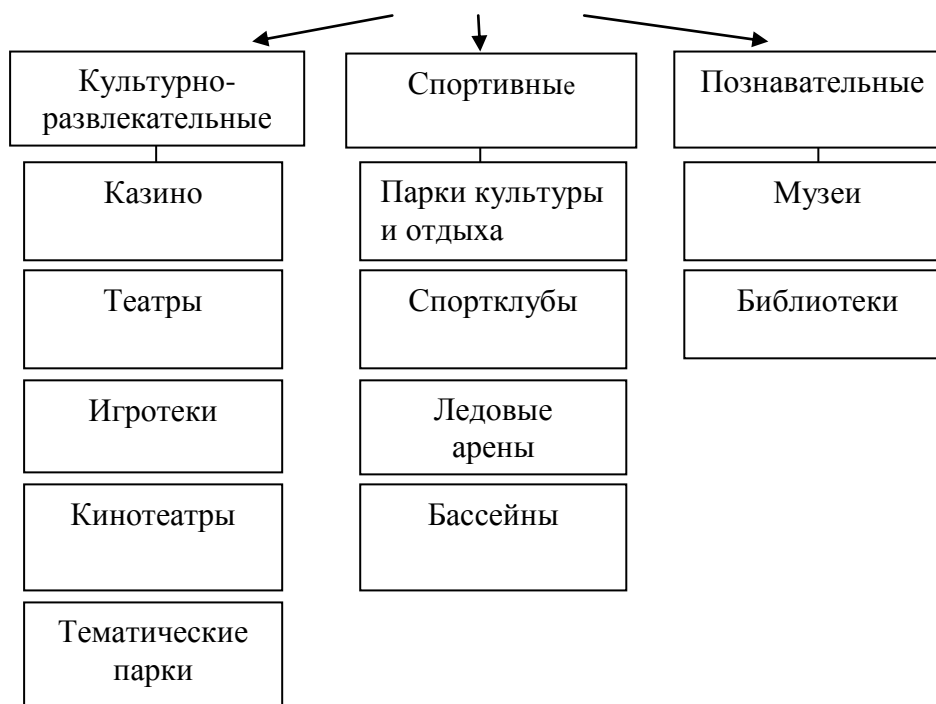 Культурно-
развлекательные
Спортивные
Познавательные
Казино
Парки культуры
и отдыха
Музеи
Театры
Спортклубы
Библиотеки
Игротеки
Ледовые
арены
Кинотеатры
Бассейны
Тематические
парки